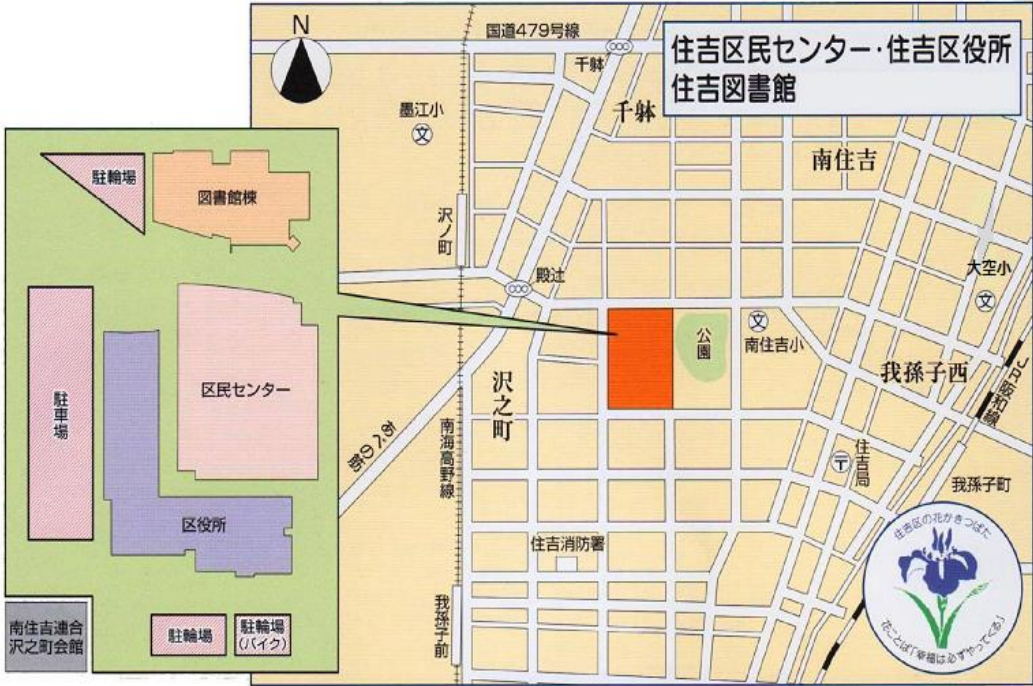 住吉区民センター・住吉区役所
住吉図書館
N
国道479号線
千躰
千躰
墨江小
文
南住吉
沢ノ町
殿辻
大空小
文
公園
文
南住吉小
沢之町
我孫子西
JR阪和線
あべの筋
南海高野線
〒
住吉局
我孫子町
住吉消防署
我孫子前
駐輪場
図書館棟
駐車場
区民センター
区役所
南住吉連合
沢之町会館
駐輪場
駐輪場
(バイク)
住吉区の花かきつばた
花ことば「幸福は必ずやってくる」